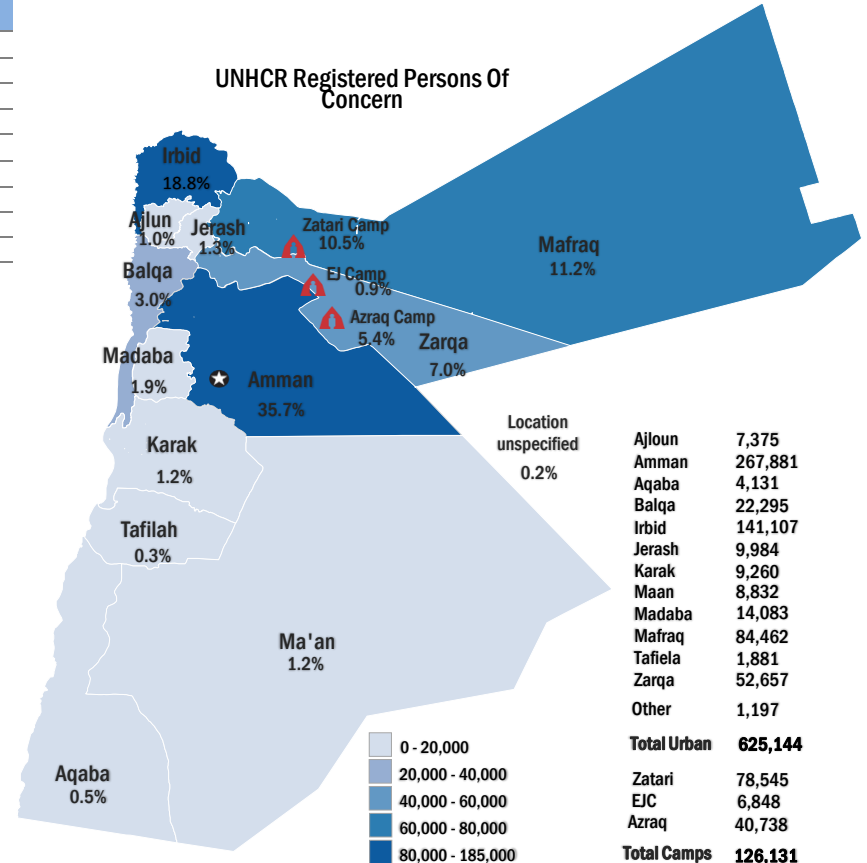 UNHCR Registered Persons Of
Concern
Irbid
18.8%
Ajlun
1.0%
Jerash
1.3%
Zatari Camp
10.5%
Mafraq
11.2%
Balqa
3.0%
EJ Camp
0.9%
Azraq Camp
5.4%
Zarqa
7.0%
Madaba
1.9%
Amman
35.7%
Karak
1.2%
Location
unspecified
0.2%
Tafilah
0.3%
Ma'an
1.2%
Aqaba
0.5%
0 - 20,000
20,000 - 40,000
40,000 - 60,000
60,000 - 80,000
80,000 - 185,000
Ajloun 7,375
Amman 267,881
Aqaba 4,131
Balqa 22,295
Irbid 141,107
Jerash 9,984
Karak 9,260
Maan 8,832
Madaba 14,083
Mafraq 84,462
Tafiela 1,881
Zarqa 52,657
Other 1,197
Total Urban 625,144
Zatari 78,545
EJC 6,848
Azraq 40,738
Total Camps 126,131